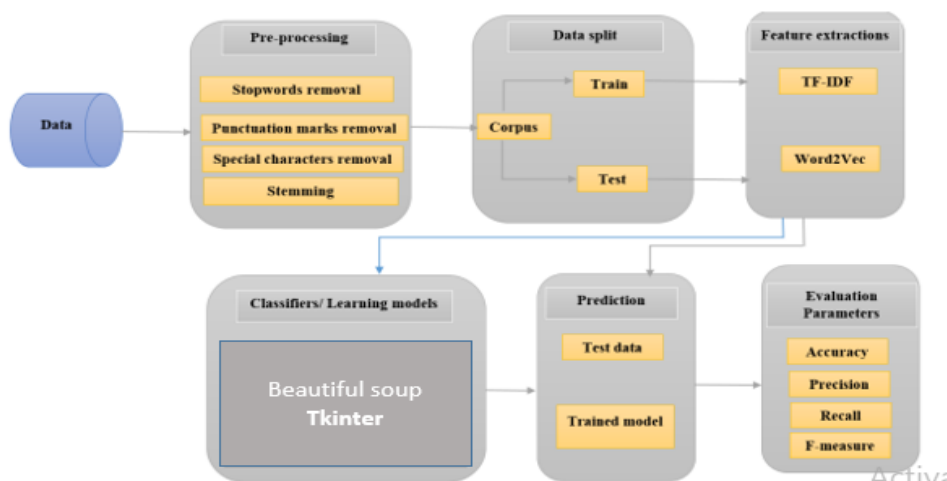 Data
Pre-processing
Stopwords removal
Punctuation marks removal
Special characters removal
Stemming
Data split
Corpus
Train
Test
Feature extractions
TF-IDF
Word2Vec
Classifiers/ Learning models
Beautiful soup
Tkinter
Prediction
Test data
Trained model
Evaluation
Parameters
Accuracy
Precision
Recall
F-measure